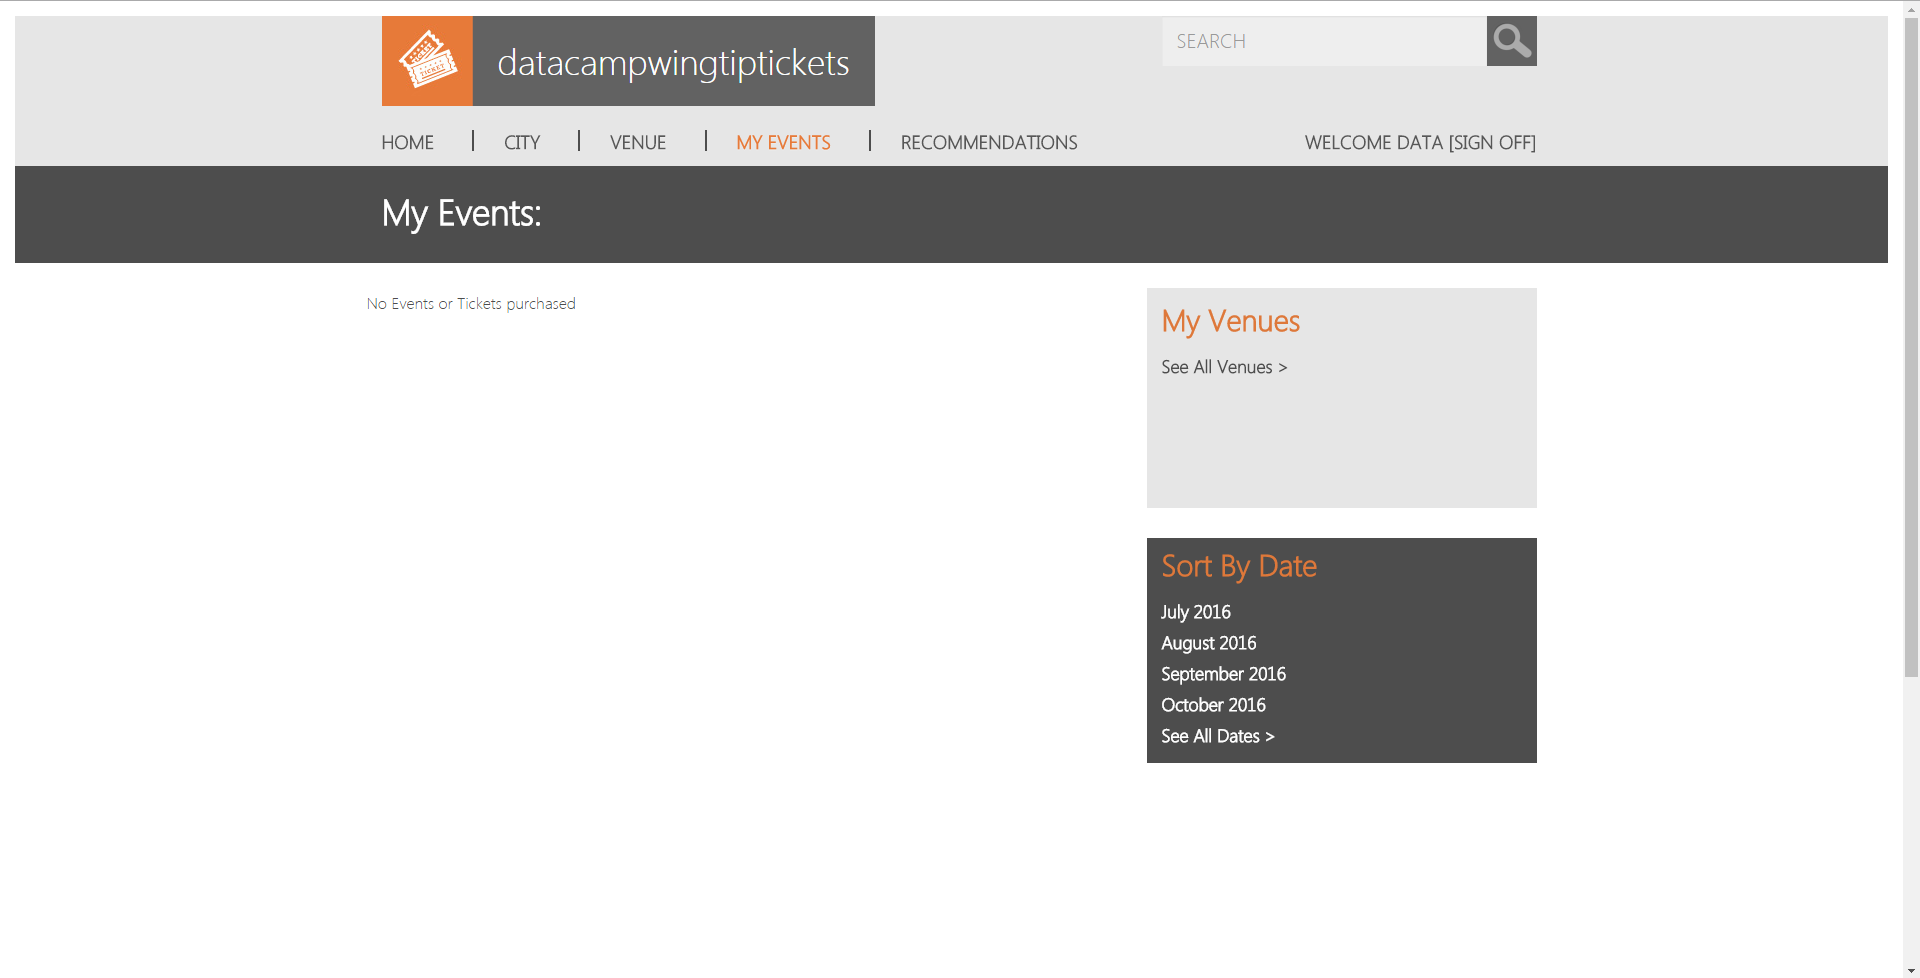 datacampwingtiptickets
SEARCH
HOME | CITY | VENUE | MY EVENTS | RECOMMENDATIONS
WELCOME DATA [SIGN OFF]
My Events:
No Events or Tickets purchased
My Venues
See All Venues >
Sort By Date
July 2016
August 2016
September 2016
October 2016
See All Dates >